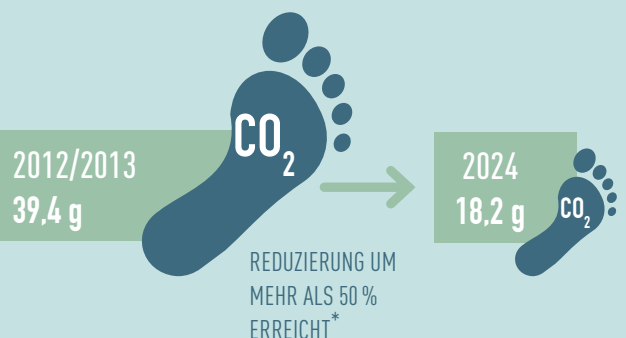 2012/2013
39,4 g
CO₂
2024
18,2 g
CO₂
REDUZIERUNG UM
MEHR ALS 50 %
ERREICHT*